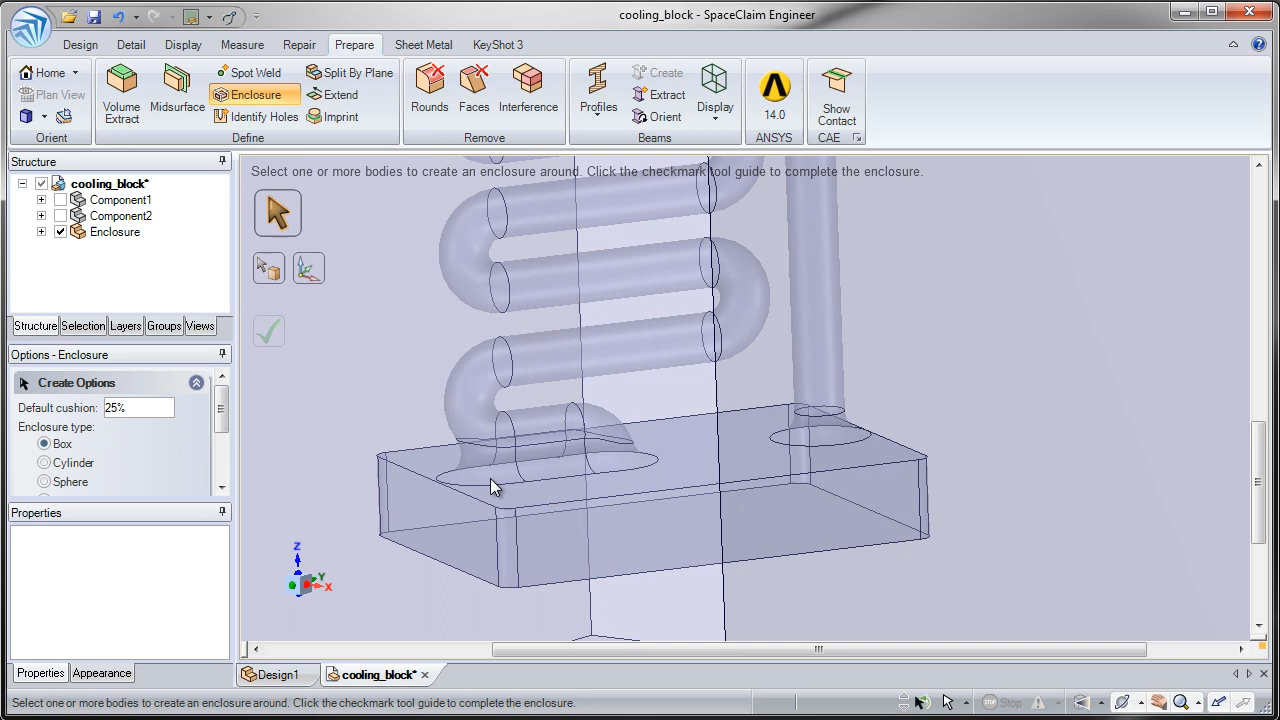 cooling_block - SpaceClaim Engineer
Design Detail Display Measure Repair Prepare Sheet Metal KeyShot 3
Home
Plan View
Orient
Volume Extract
Midsurface
Spot Weld
Enclosure
Identify Holes
Split By Plane
Extend
Imprint
Define
Rounds
Faces
Interference
Remove
Profiles
Create
Extract
Orient
Display
Beams
14.0
ANSYS
Show Contact
CAE
Structure
cooling_block*
Component1
Component2
Enclosure
Structure Selection Layers Groups Views
Options - Enclosure
Create Options
Default cushion: 25%
Enclosure type:
Box
Cylinder
Sphere
Properties
Properties Appearance
Select one or more bodies to create an enclosure around. Click the checkmark tool guide to complete the enclosure.
Z
Y
X
Design1
cooling_block*
Select one or more bodies to create an enclosure around. Click the checkmark tool guide to complete the enclosure.
Stop